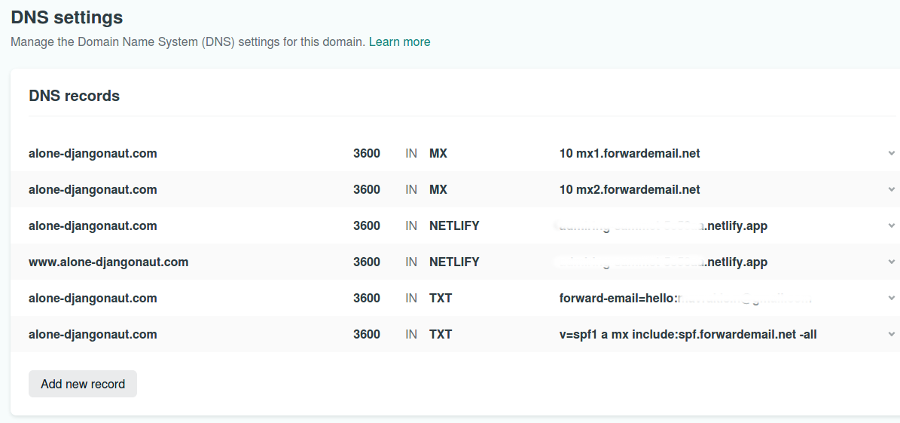 DNS settings
Manage the Domain Name System (DNS) settings for this domain. Learn more
DNS records
alone-djangonaut.com 3600 IN MX 10 mx1.forwardemail.net
alone-djangonaut.com 3600 IN MX 10 mx2.forwardemail.net
alone-djangonaut.com 3600 IN NETLIFY .netlify.app
www.alone-djangonaut.com 3600 IN NETLIFY .netlify.app
alone-djangonaut.com 3600 IN TXT forward-email=hello:
alone-djangonaut.com 3600 IN TXT v=spf1 a mx include:spf.forwardemail.net -all
Add new record